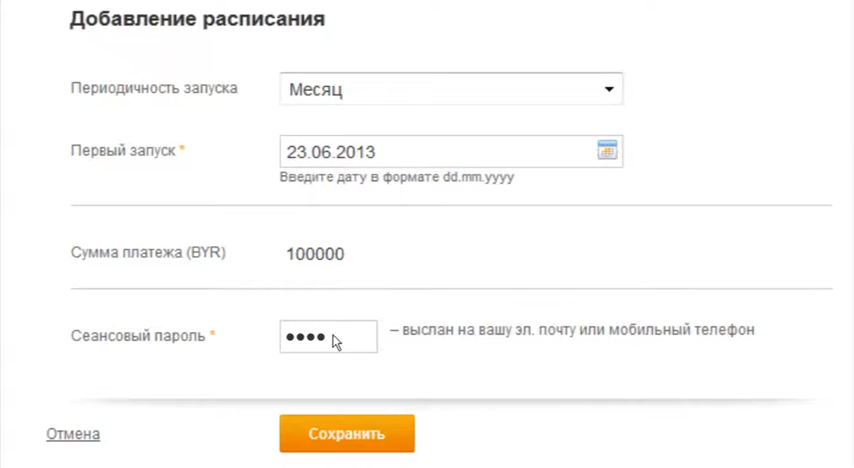 Добавление расписания
Периодичность запуска Месяц
Первый запуск * 23.06.2013
Введите дату в формате dd.mm.yyyy
Сумма платежа (BYR) 100000
Сеансовый пароль * •••• – выслан на вашу эл. почту или мобильный телефон
Отмена Сохранить